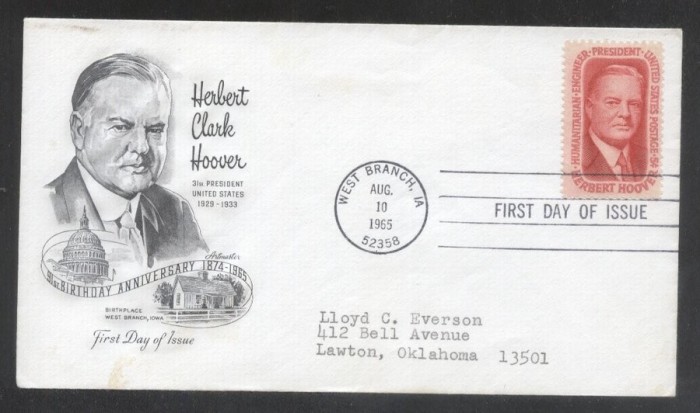 Herbert
Clark
Hoover
31st PRESIDENT
UNITED STATES
1929 - 1933
Artmaster
91st BIRTHDAY ANNIVERSARY 1874-1965
BIRTHPLACE
WEST BRANCH, IOWA
First Day of Issue
WEST BRANCH, IA
AUG.
10
1965
52358
FIRST DAY OF ISSUE
HUMANITARIAN · ENGINEER · PRESIDENT · UNITED STATES POSTAGE · 5¢
HERBERT HOOVER
Lloyd C. Everson
412 Bell Avenue
Lawton, Oklahoma 13501